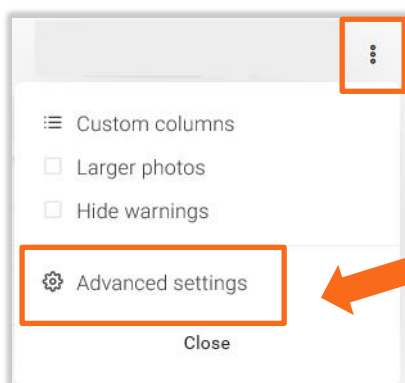 Custom columns
Larger photos
Hide warnings
Advanced settings
Close